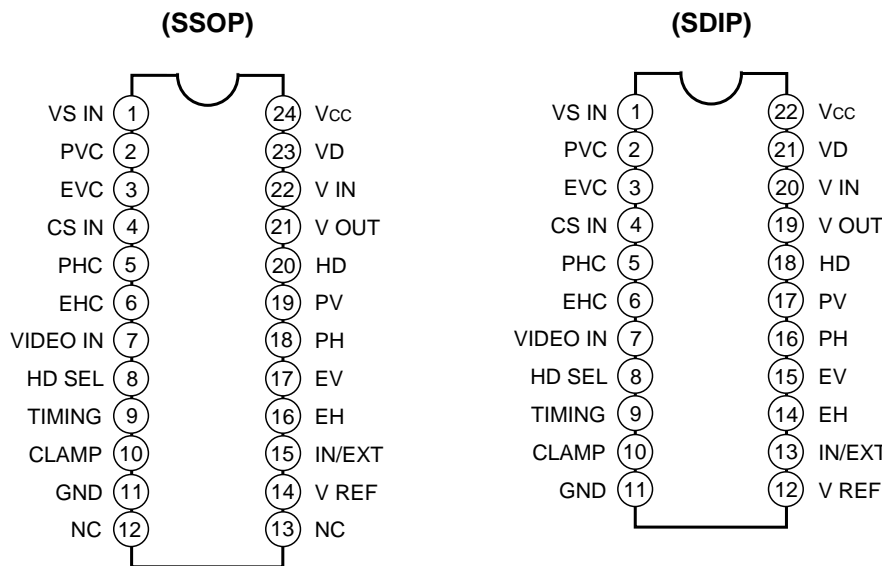 (SSOP)
VS IN 1 24 VCC
PVC 2 23 VD
EVC 3 22 V IN
CS IN 4 21 V OUT
PHC 5 20 HD
EHC 6 19 PV
VIDEO IN 7 18 PH
HD SEL 8 17 EV
TIMING 9 16 EH
CLAMP 10 15 IN/EXT
GND 11 14 V REF
NC 12 13 NC
(SDIP)
VS IN 1 22 VCC
PVC 2 21 VD
EVC 3 20 V IN
CS IN 4 19 V OUT
PHC 5 18 HD
EHC 6 17 PV
VIDEO IN 7 16 PH
HD SEL 8 15 EV
TIMING 9 14 EH
CLAMP 10 13 IN/EXT
GND 11 12 V REF